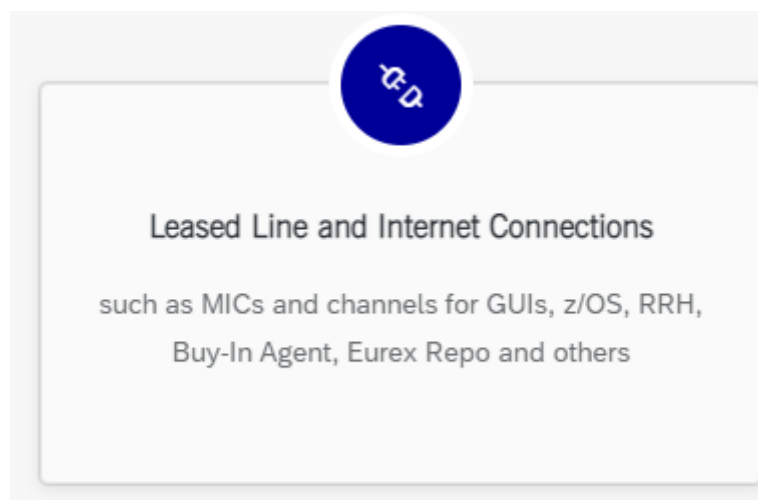 Leased Line and Internet Connections
such as MICs and channels for GUIs, z/OS, RRH,
Buy-In Agent, Eurex Repo and others